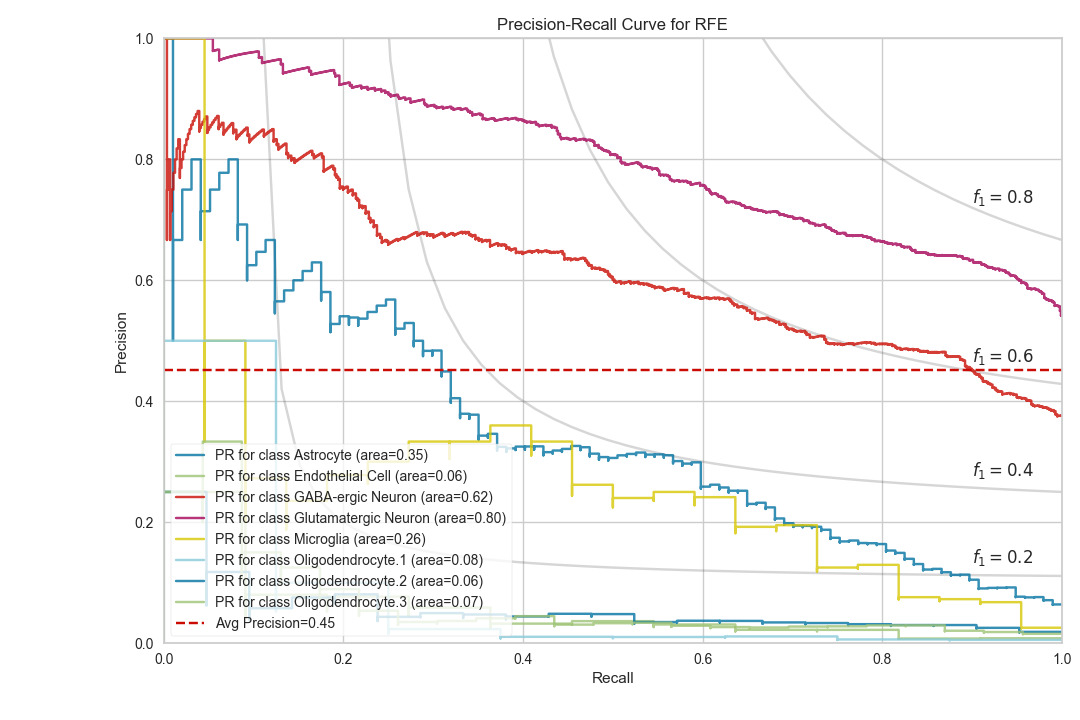 Precision-Recall Curve for RFE
1.0
0.8
0.6
0.4
0.2
0.0
Precision
f₁ = 0.8
f₁ = 0.6
f₁ = 0.4
f₁ = 0.2
PR for class Astrocyte (area=0.35)
PR for class Endothelial Cell (area=0.06)
PR for class GABA-ergic Neuron (area=0.62)
PR for class Glutamatergic Neuron (area=0.80)
PR for class Microglia (area=0.26)
PR for class Oligodendrocyte.1 (area=0.08)
PR for class Oligodendrocyte.2 (area=0.06)
PR for class Oligodendrocyte.3 (area=0.07)
Avg Precision=0.45
0.0 0.2 0.4 0.6 0.8 1.0
Recall